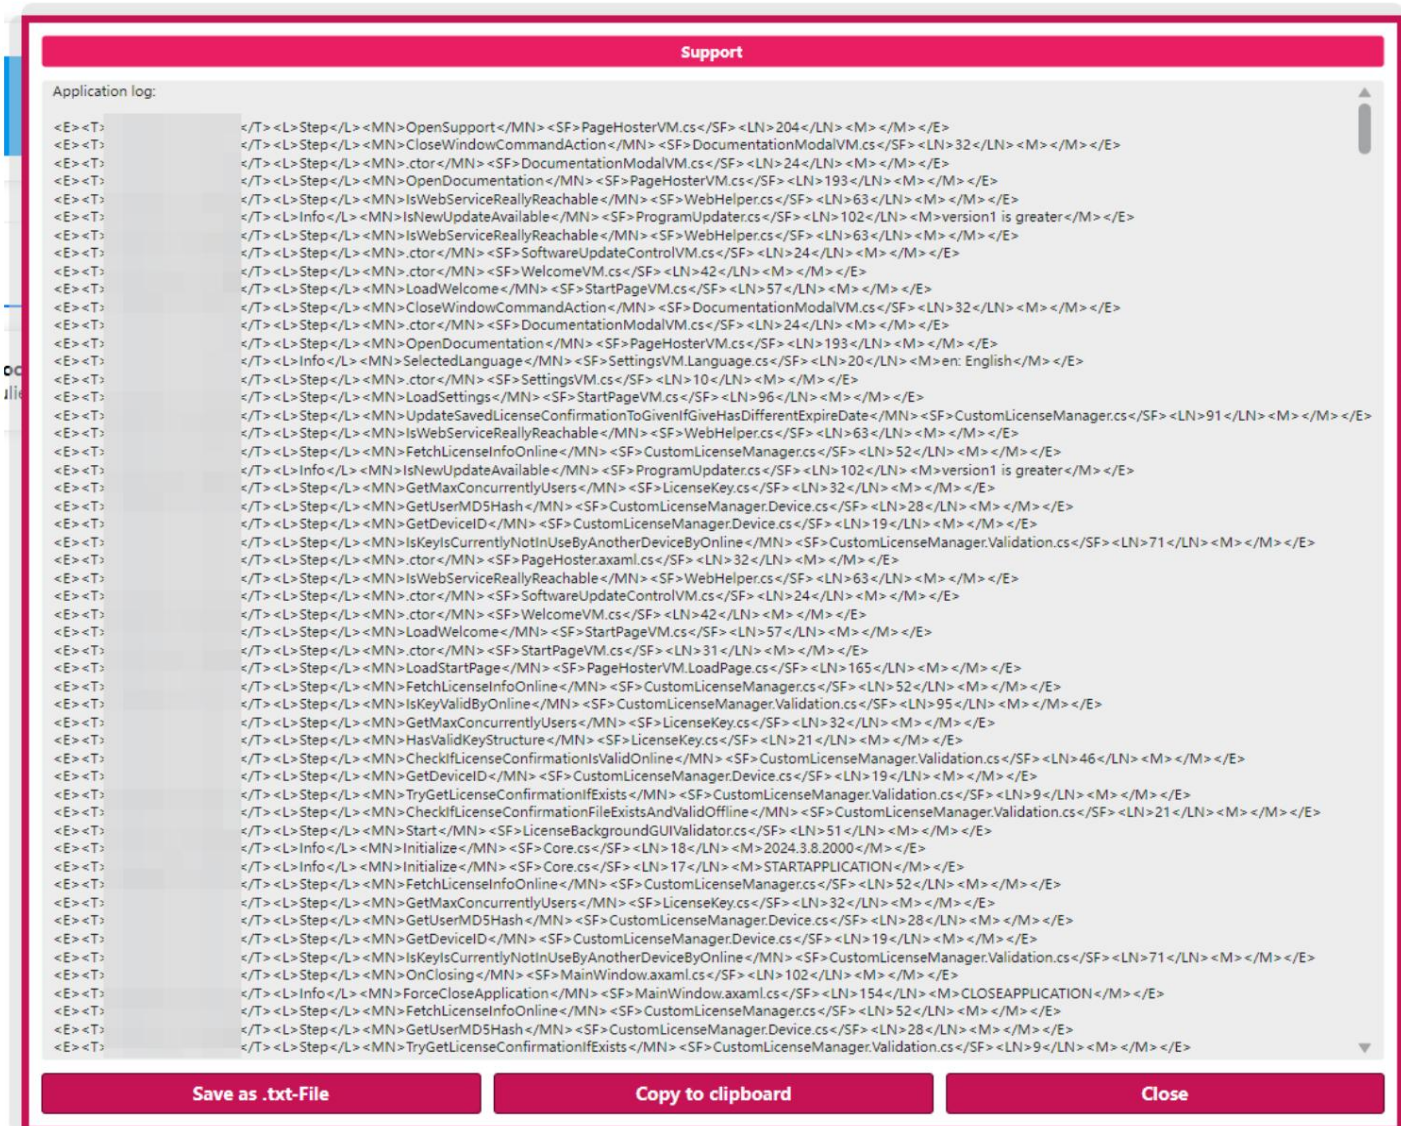 Support
Application log:
<E><T> </T><L>Step</L><MN>OpenSupport</MN><SF>PageHosterVM.cs</SF><LN>204</LN><M></M></E>
<E><T> </T><L>Step</L><MN>CloseWindowCommandAction</MN><SF>DocumentationModalVM.cs</SF><LN>32</LN><M></M></E>
<E><T> </T><L>Step</L><MN>.ctor</MN><SF>DocumentationModalVM.cs</SF><LN>24</LN><M></M></E>
<E><T> </T><L>Step</L><MN>OpenDocumentation</MN><SF>PageHosterVM.cs</SF><LN>193</LN><M></M></E>
<E><T> </T><L>Step</L><MN>IsWebServiceReallyReachable</MN><SF>WebHelper.cs</SF><LN>63</LN><M></M></E>
<E><T> </T><L>Info</L><MN>IsNewUpdateAvailable</MN><SF>ProgramUpdater.cs</SF><LN>102</LN><M>version1 is greater</M></E>
<E><T> </T><L>Step</L><MN>IsWebServiceReallyReachable</MN><SF>WebHelper.cs</SF><LN>63</LN><M></M></E>
<E><T> </T><L>Step</L><MN>.ctor</MN><SF>SoftwareUpdateControlVM.cs</SF><LN>24</LN><M></M></E>
<E><T> </T><L>Step</L><MN>.ctor</MN><SF>WelcomeVM.cs</SF><LN>42</LN><M></M></E>
<E><T> </T><L>Step</L><MN>LoadWelcome</MN><SF>StartPageVM.cs</SF><LN>57</LN><M></M></E>
<E><T> </T><L>Step</L><MN>CloseWindowCommandAction</MN><SF>DocumentationModalVM.cs</SF><LN>32</LN><M></M></E>
<E><T> </T><L>Step</L><MN>.ctor</MN><SF>DocumentationModalVM.cs</SF><LN>24</LN><M></M></E>
<E><T> </T><L>Step</L><MN>OpenDocumentation</MN><SF>PageHosterVM.cs</SF><LN>193</LN><M></M></E>
<E><T> </T><L>Info</L><MN>SelectedLanguage</MN><SF>SettingsVM.Language.cs</SF><LN>20</LN><M>en: English</M></E>
<E><T> </T><L>Step</L><MN>.ctor</MN><SF>SettingsVM.cs</SF><LN>10</LN><M></M></E>
<E><T> </T><L>Step</L><MN>LoadSettings</MN><SF>StartPageVM.cs</SF><LN>96</LN><M></M></E>
<E><T> </T><L>Step</L><MN>UpdateSavedLicenseConfirmationToGivenIfGiveHasDifferentExpireDate</MN><SF>CustomLicenseManager.cs</SF><LN>91</LN><M></M></E>
<E><T> </T><L>Step</L><MN>IsWebServiceReallyReachable</MN><SF>WebHelper.cs</SF><LN>63</LN><M></M></E>
<E><T> </T><L>Step</L><MN>FetchLicenseInfoOnline</MN><SF>CustomLicenseManager.cs</SF><LN>52</LN><M></M></E>
<E><T> </T><L>Info</L><MN>IsNewUpdateAvailable</MN><SF>ProgramUpdater.cs</SF><LN>102</LN><M>version1 is greater</M></E>
<E><T> </T><L>Step</L><MN>GetMaxConcurrentlyUsers</MN><SF>LicenseKey.cs</SF><LN>32</LN><M></M></E>
<E><T> </T><L>Step</L><MN>GetUserMD5Hash</MN><SF>CustomLicenseManager.Device.cs</SF><LN>28</LN><M></M></E>
<E><T> </T><L>Step</L><MN>GetDeviceID</MN><SF>CustomLicenseManager.Device.cs</SF><LN>19</LN><M></M></E>
<E><T> </T><L>Step</L><MN>IsKeyIsCurrentlyNotInUseByAnotherDeviceByOnline</MN><SF>CustomLicenseManager.Validation.cs</SF><LN>71</LN><M></M></E>
<E><T> </T><L>Step</L><MN>.ctor</MN><SF>PageHoster.axaml.cs</SF><LN>32</LN><M></M></E>
<E><T> </T><L>Step</L><MN>IsWebServiceReallyReachable</MN><SF>WebHelper.cs</SF><LN>63</LN><M></M></E>
<E><T> </T><L>Step</L><MN>.ctor</MN><SF>SoftwareUpdateControlVM.cs</SF><LN>24</LN><M></M></E>
<E><T> </T><L>Step</L><MN>.ctor</MN><SF>WelcomeVM.cs</SF><LN>42</LN><M></M></E>
<E><T> </T><L>Step</L><MN>LoadWelcome</MN><SF>StartPageVM.cs</SF><LN>57</LN><M></M></E>
<E><T> </T><L>Step</L><MN>.ctor</MN><SF>StartPageVM.cs</SF><LN>31</LN><M></M></E>
<E><T> </T><L>Step</L><MN>LoadStartPage</MN><SF>PageHosterVM.LoadPage.cs</SF><LN>165</LN><M></M></E>
<E><T> </T><L>Step</L><MN>FetchLicenseInfoOnline</MN><SF>CustomLicenseManager.cs</SF><LN>52</LN><M></M></E>
<E><T> </T><L>Step</L><MN>IsKeyValidByOnline</MN><SF>CustomLicenseManager.Validation.cs</SF><LN>95</LN><M></M></E>
<E><T> </T><L>Step</L><MN>GetMaxConcurrentlyUsers</MN><SF>LicenseKey.cs</SF><LN>32</LN><M></M></E>
<E><T> </T><L>Step</L><MN>HasValidKeyStructure</MN><SF>LicenseKey.cs</SF><LN>21</LN><M></M></E>
<E><T> </T><L>Step</L><MN>CheckIfLicenseConfirmationIsValidOnline</MN><SF>CustomLicenseManager.Validation.cs</SF><LN>46</LN><M></M></E>
<E><T> </T><L>Step</L><MN>GetDeviceID</MN><SF>CustomLicenseManager.Device.cs</SF><LN>19</LN><M></M></E>
<E><T> </T><L>Step</L><MN>TryGetLicenseConfirmationIfExists</MN><SF>CustomLicenseManager.Validation.cs</SF><LN>9</LN><M></M></E>
<E><T> </T><L>Step</L><MN>CheckIfLicenseConfirmationFileExistsAndValidOffline</MN><SF>CustomLicenseManager.Validation.cs</SF><LN>21</LN><M></M></E>
<E><T> </T><L>Step</L><MN>Start</MN><SF>LicenseBackgroundGUIValidator.cs</SF><LN>51</LN><M></M></E>
<E><T> </T><L>Info</L><MN>Initialize</MN><SF>Core.cs</SF><LN>18</LN><M>2024.3.8.2000</M></E>
<E><T> </T><L>Info</L><MN>Initialize</MN><SF>Core.cs</SF><LN>17</LN><M>STARTAPPLICATION</M></E>
<E><T> </T><L>Step</L><MN>FetchLicenseInfoOnline</MN><SF>CustomLicenseManager.cs</SF><LN>52</LN><M></M></E>
<E><T> </T><L>Step</L><MN>GetMaxConcurrentlyUsers</MN><SF>LicenseKey.cs</SF><LN>32</LN><M></M></E>
<E><T> </T><L>Step</L><MN>GetUserMD5Hash</MN><SF>CustomLicenseManager.Device.cs</SF><LN>28</LN><M></M></E>
<E><T> </T><L>Step</L><MN>GetDeviceID</MN><SF>CustomLicenseManager.Device.cs</SF><LN>19</LN><M></M></E>
<E><T> </T><L>Step</L><MN>IsKeyIsCurrentlyNotInUseByAnotherDeviceByOnline</MN><SF>CustomLicenseManager.Validation.cs</SF><LN>71</LN><M></M></E>
<E><T> </T><L>Step</L><MN>OnClosing</MN><SF>MainWindow.axaml.cs</SF><LN>102</LN><M></M></E>
<E><T> </T><L>Info</L><MN>ForceCloseApplication</MN><SF>MainWindow.axaml.cs</SF><LN>154</LN><M>CLOSEAPPLICATION</M></E>
<E><T> </T><L>Step</L><MN>FetchLicenseInfoOnline</MN><SF>CustomLicenseManager.cs</SF><LN>52</LN><M></M></E>
<E><T> </T><L>Step</L><MN>GetUserMD5Hash</MN><SF>CustomLicenseManager.Device.cs</SF><LN>28</LN><M></M></E>
<E><T> </T><L>Step</L><MN>TryGetLicenseConfirmationIfExists</MN><SF>CustomLicenseManager.Validation.cs</SF><LN>9</LN><M></M></E>
Save as .txt-File
Copy to clipboard
Close